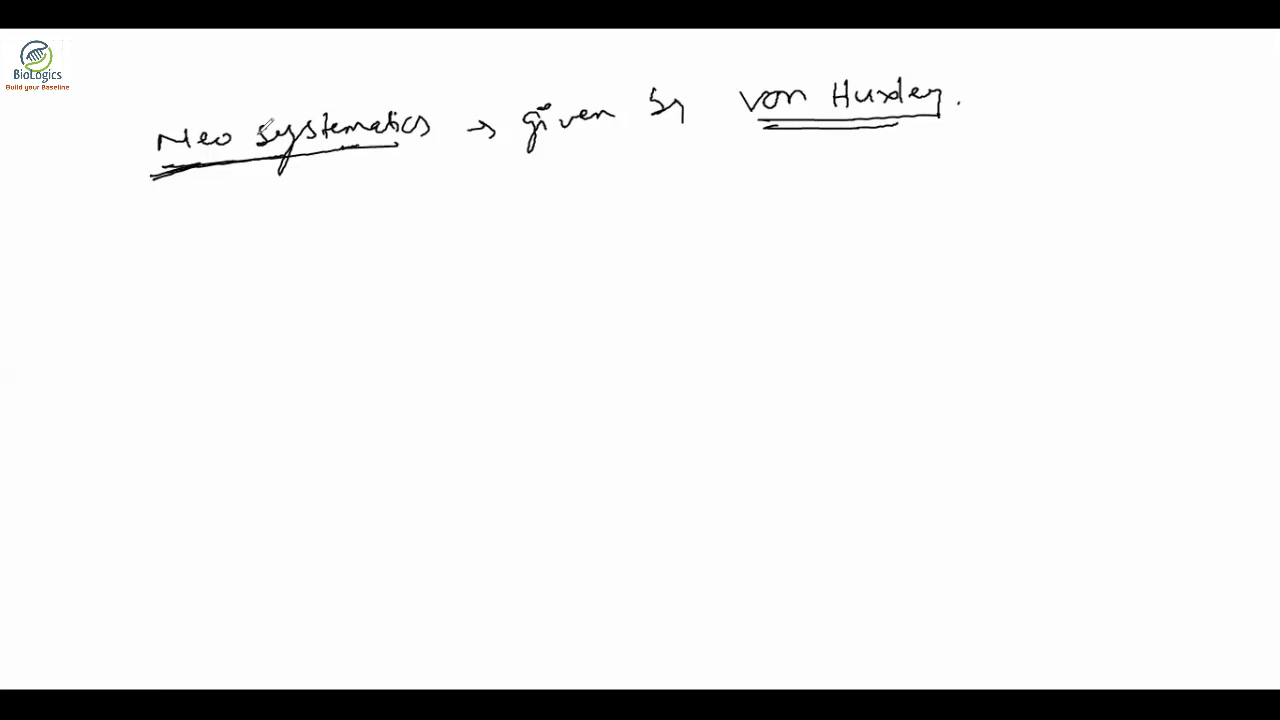 BioLogics
Build your Baseline
Neo Systematics → given by Von Huxley.